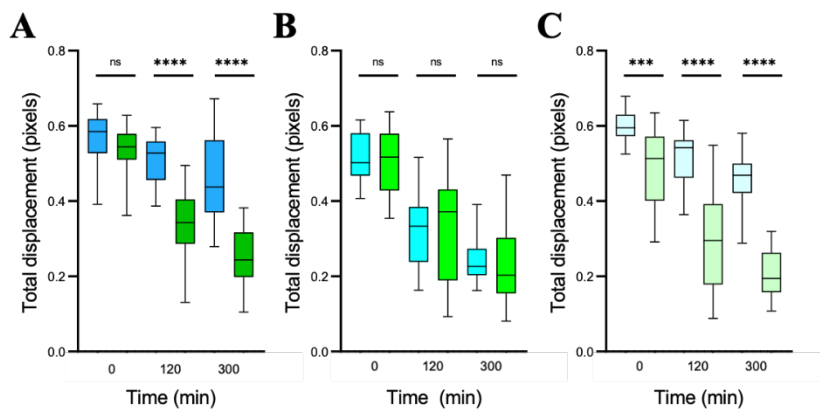 A
B
C
ns
****
****
ns
ns
ns
***
****
****
Total displacement (pixels)
0.8
0.6
0.4
0.2
0.0
0
120
300
Time (min)
Total displacement (pixels)
0.8
0.6
0.4
0.2
0.0
0
120
300
Time (min)
Total displacement (pixels)
0.8
0.6
0.4
0.2
0.0
0
120
300
Time (min)